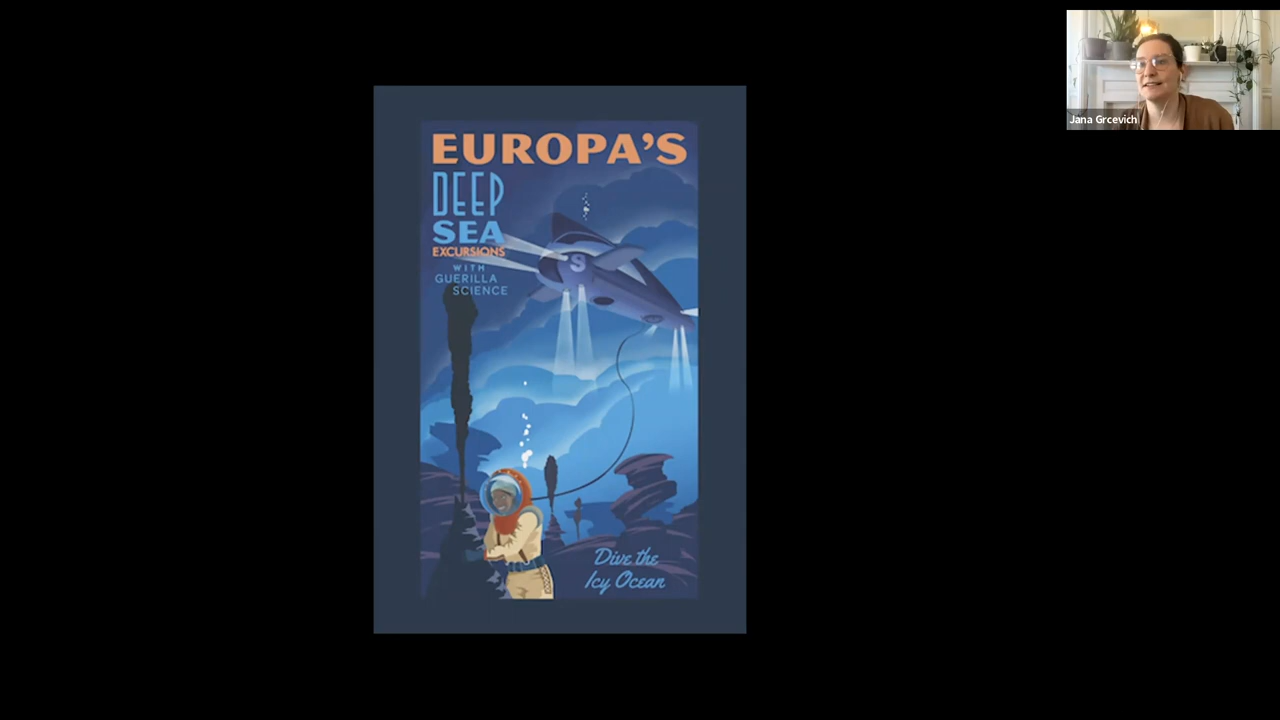 EUROPA'S
DEEP
SEA
EXCURSIONS
WITH
GUERILLA
SCIENCE
S
Dive the
Icy Ocean
Jana Grcevich